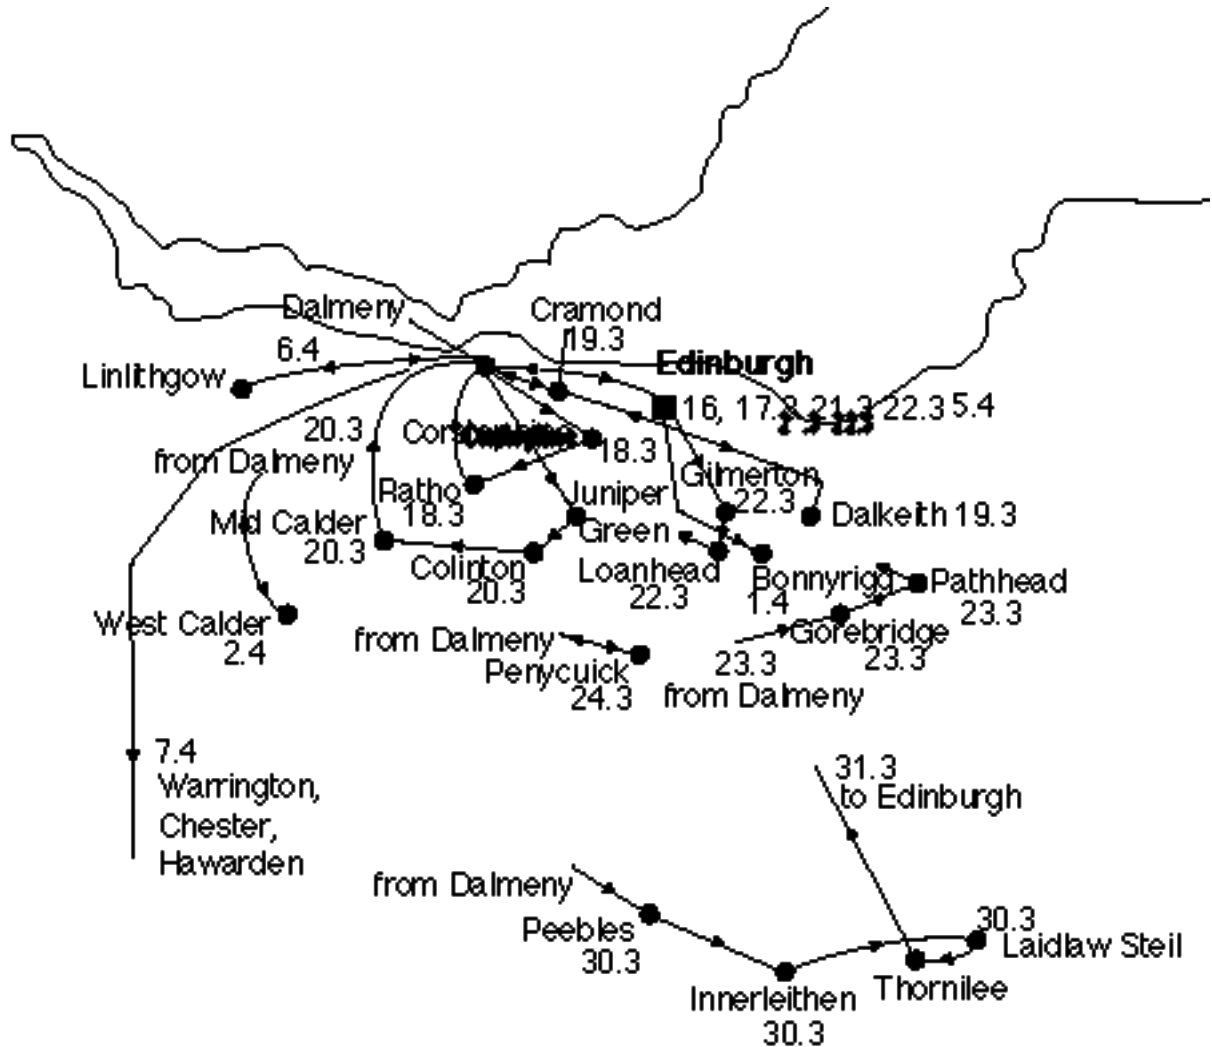 Dalmeny
Cramond
19.3
6.4
Edinburgh
Linlithgow
16, 17.3 21.3 22.3 5.4
20.3
from Dalmeny
18.3
Gilmerton
22.3
Ratho
18.3
Juniper
Green
Dalkeith 19.3
Mid Calder
20.3
Colinton
20.3
Loanhead
22.3
Bonnyrigg
1.4
Pathhead
23.3
West Calder
2.4
from Dalmeny
Penycuick
24.3
Gorebridge
23.3
23.3
from Dalmeny
7.4
Warrington,
Chester,
Hawarden
31.3
to Edinburgh
from Dalmeny
Peebles
30.3
30.3
Laidlaw Steil
Thornilee
Innerleithen
30.3